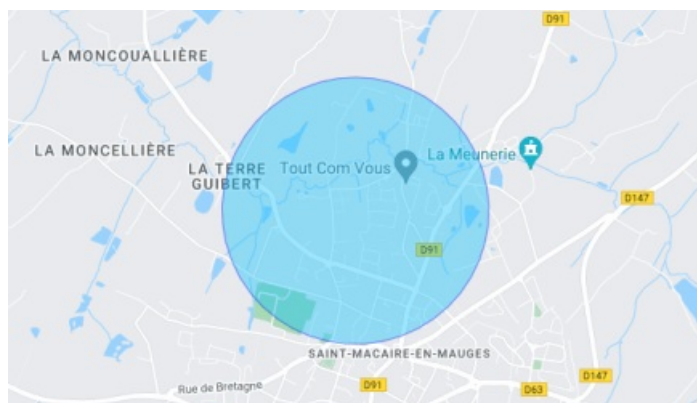 D91
LA MONCOUALLIÈRE
LA MONCELLIÈRE
La Meunerie
LA TERRE
GUIBERT
Tout Com Vous
D147
D91
SAINT-MACAIRE-EN-MAUGES
D147
Rue de Bretagne
D91
D63